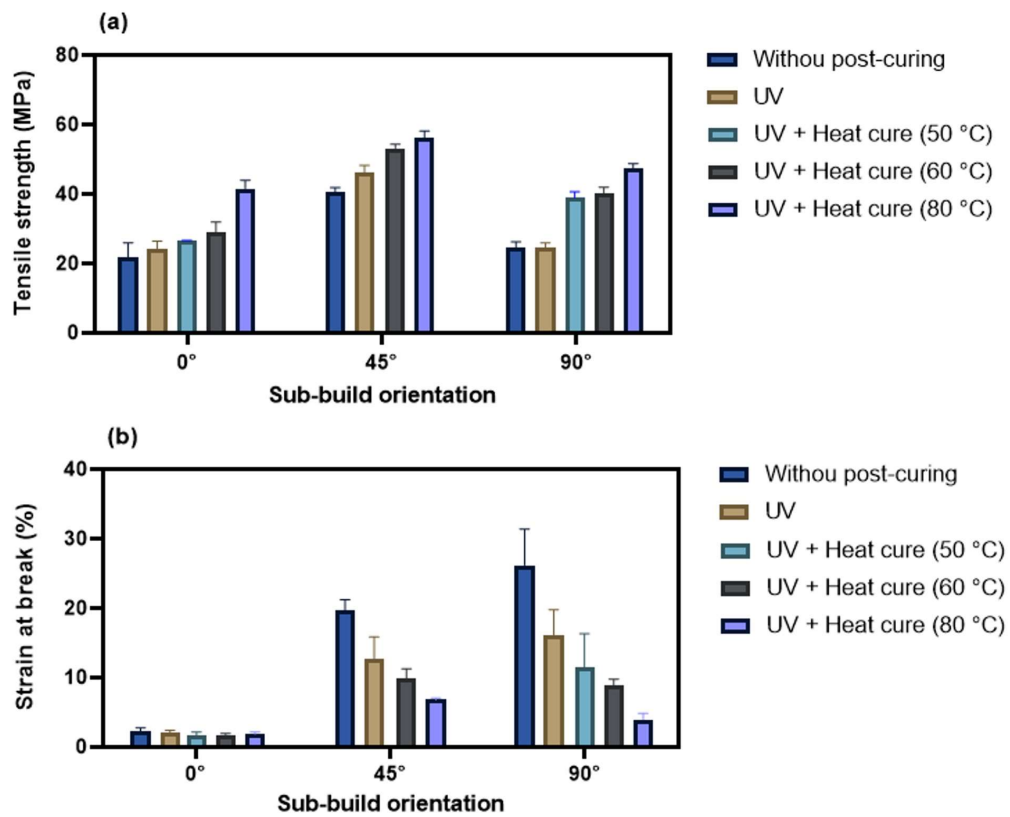 (a)
Tensile strength (MPa)
80
60
40
20
0
0°
45°
90°
Sub-build orientation
Withou post-curing
UV
UV + Heat cure (50 °C)
UV + Heat cure (60 °C)
UV + Heat cure (80 °C)
(b)
Strain at break (%)
40
30
20
10
0
0°
45°
90°
Sub-build orientation
Withou post-curing
UV
UV + Heat cure (50 °C)
UV + Heat cure (60 °C)
UV + Heat cure (80 °C)